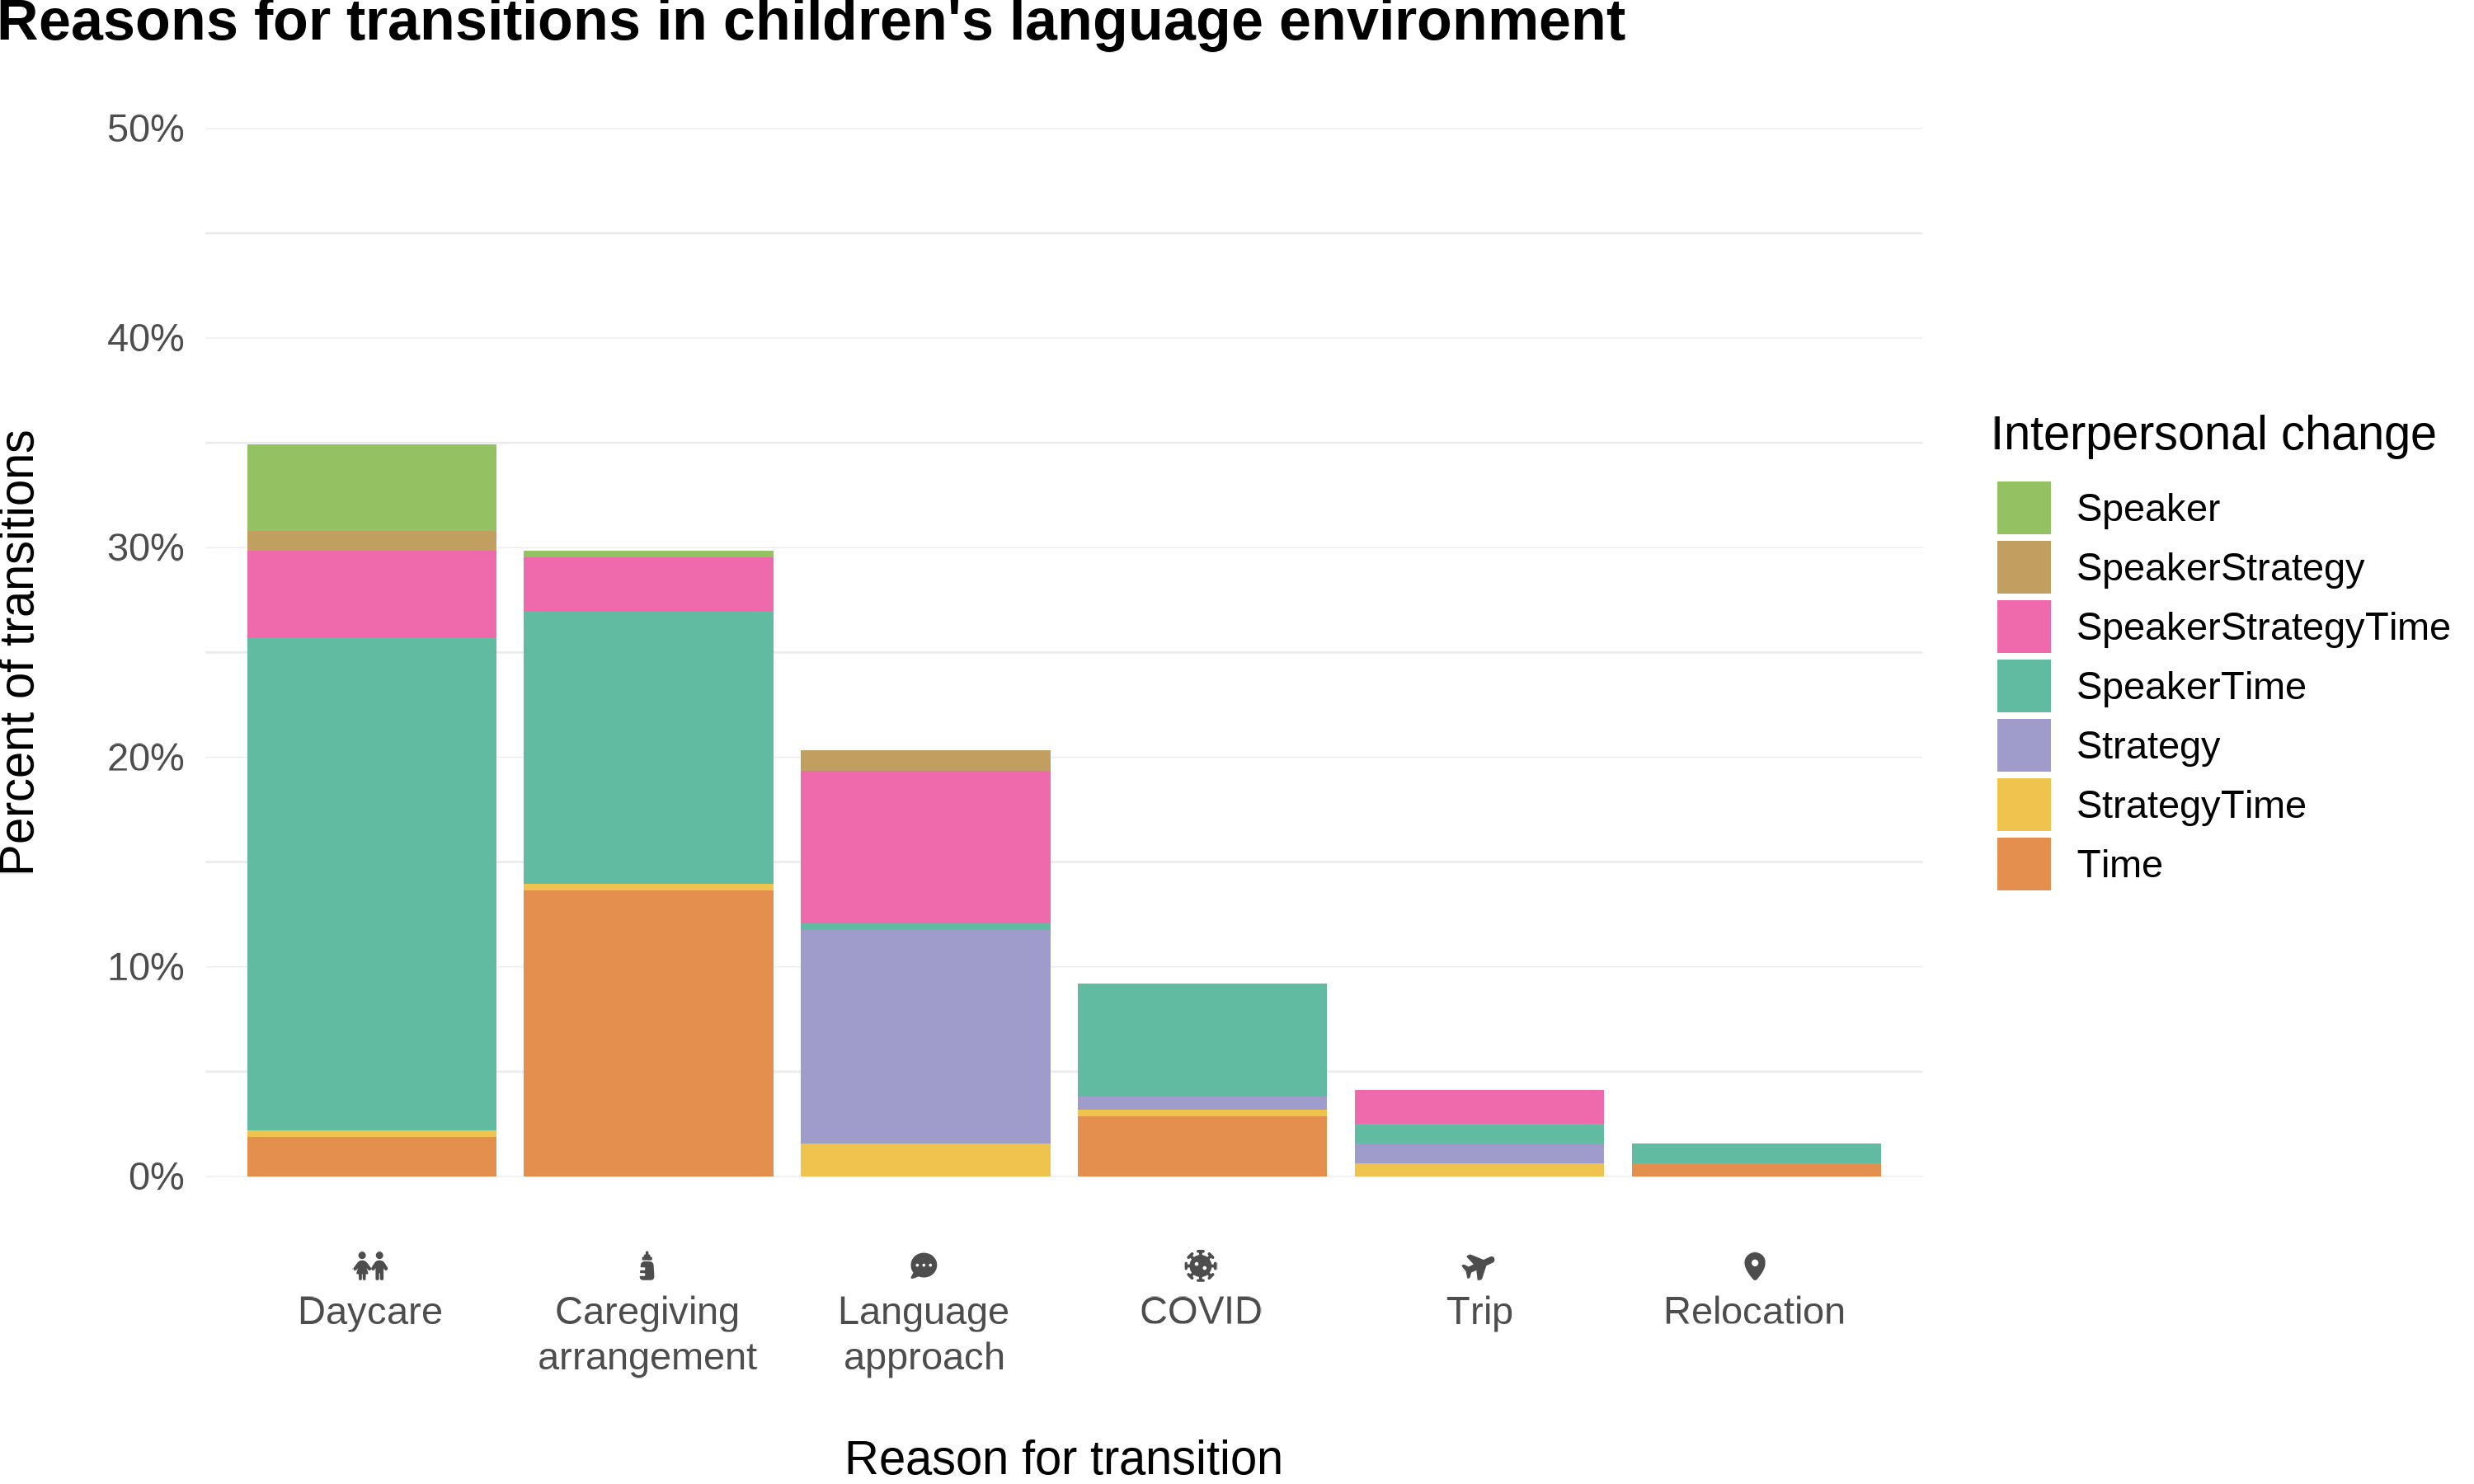 Reasons for transitions in children's language environment
50%
40%
30%
20%
10%
0%
Percent of transitions
Daycare
Caregiving
arrangement
Language
approach
COVID
Trip
Relocation
Reason for transition
Interpersonal change
Speaker
SpeakerStrategy
SpeakerStrategyTime
SpeakerTime
Strategy
StrategyTime
Time